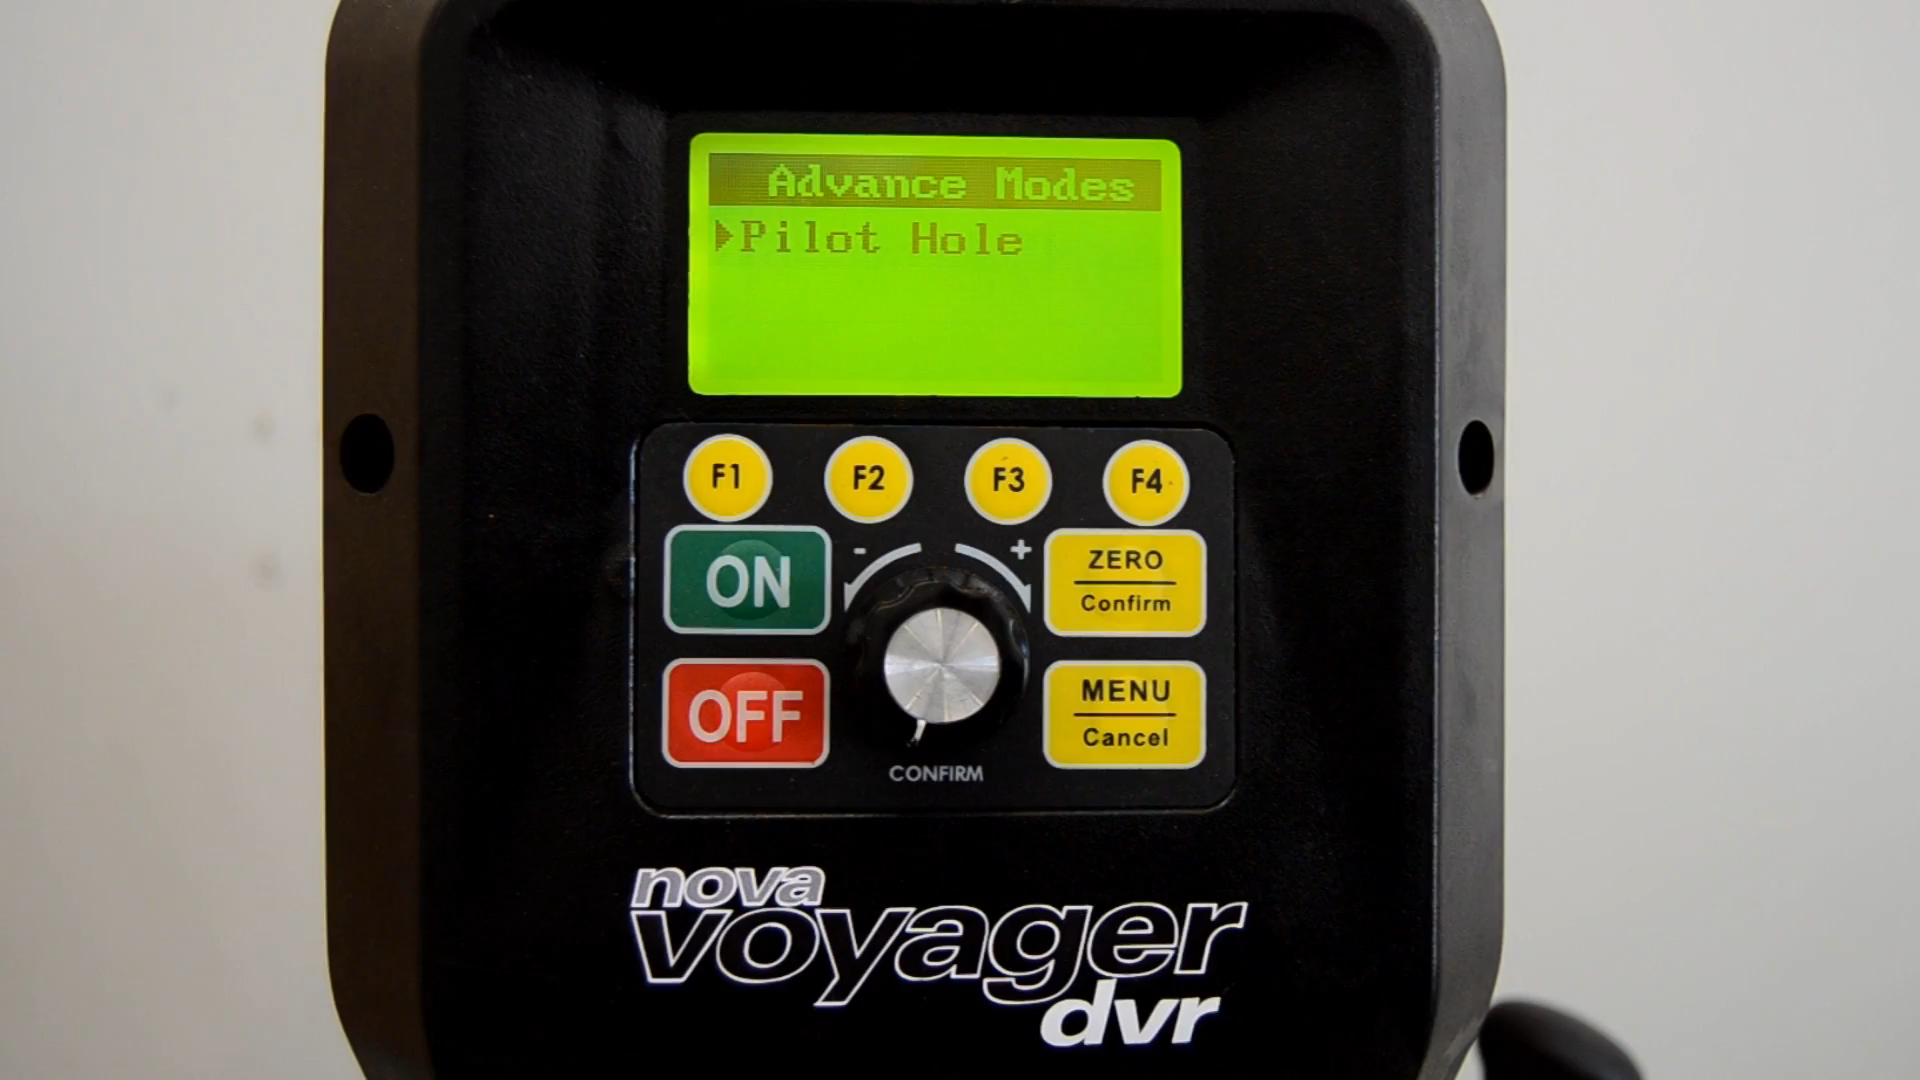 Advance Modes
Pilot Hole
F1 F2 F3 F4
ON
- +
ZERO
Confirm
OFF
MENU
Cancel
CONFIRM
nova
voyager
dvr